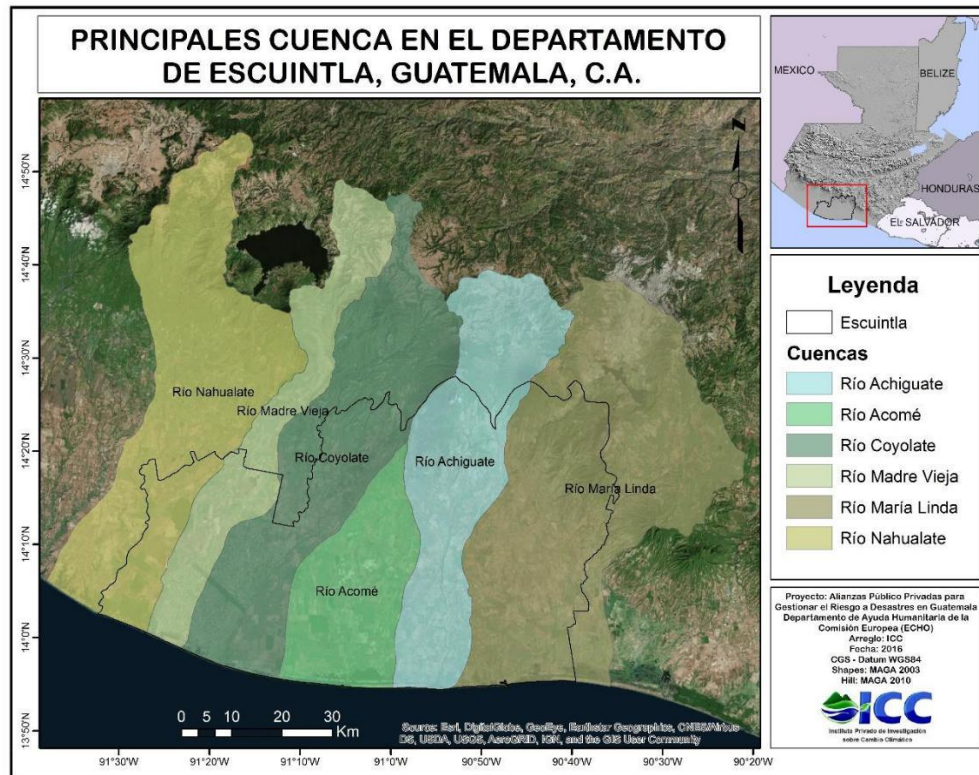 PRINCIPALES CUENCA EN EL DEPARTAMENTO
DE ESCUINTLA, GUATEMALA, C.A.
MEXICO
BELIZE
HONDURAS
EL SALVADOR
14°50'N
14°40'N
14°30'N
14°20'N
14°10'N
14°0'N
13°50'N
N
Río Nahualate
Río Madre Vieja
Río Coyolate
Río Achiguate
Río María Linda
Río Acomé
0 5 10 20 30
Km
Source: Esri, DigitalGlobe, GeoEye, Earthstar Geographics, CNES/Airbus
DS, USDA, USGS, AeroGRID, IGN, and the GIS User Community
91°30'W
91°20'W
91°10'W
91°0'W
90°50'W
90°40'W
90°30'W
90°20'W
Leyenda
Escuintla
Cuencas
Río Achiguate
Río Acomé
Río Coyolate
Río Madre Vieja
Río María Linda
Río Nahualate
Proyecto: Alianzas Público Privadas para
Gestionar el Riesgo a Desastres en Guatemala
Departamento de Ayuda Humanitaria de la
Comisión Europea (ECHO)
Arreglo: ICC
Fecha: 2016
CGS - Datum WGS84
Shapes: MAGA 2003
Hill: MAGA 2010
ICC
Instituto Privado de Investigación
sobre Cambio Climático